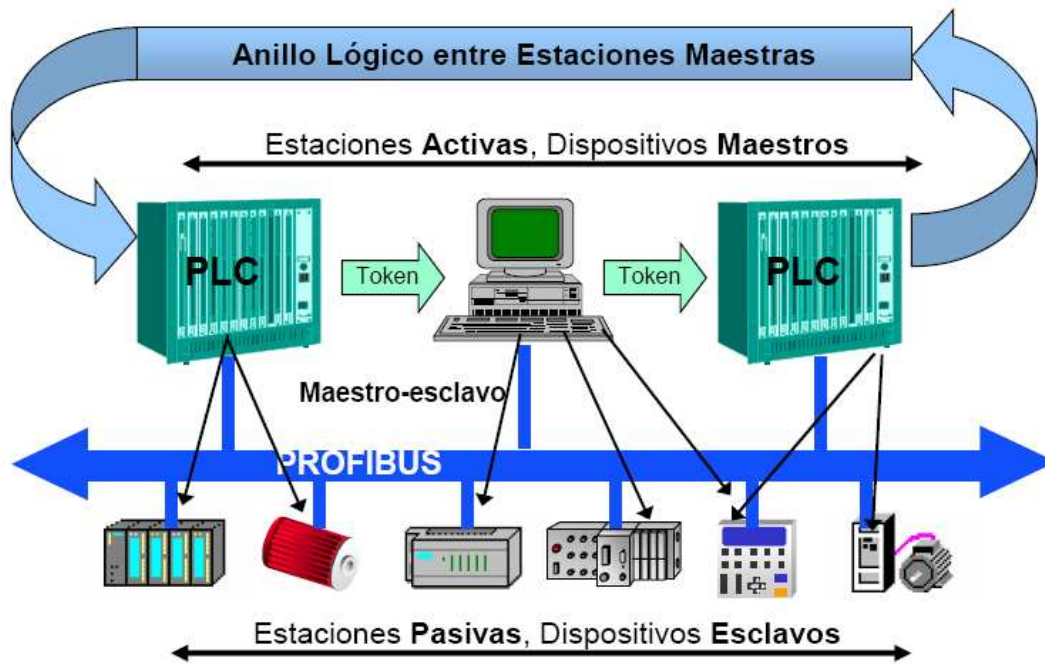 Anillo Lógico entre Estaciones Maestras
Estaciones Activas, Dispositivos Maestros
PLC
Token
Token
PLC
Maestro-esclavo
PROFIBUS
Estaciones Pasivas, Dispositivos Esclavos